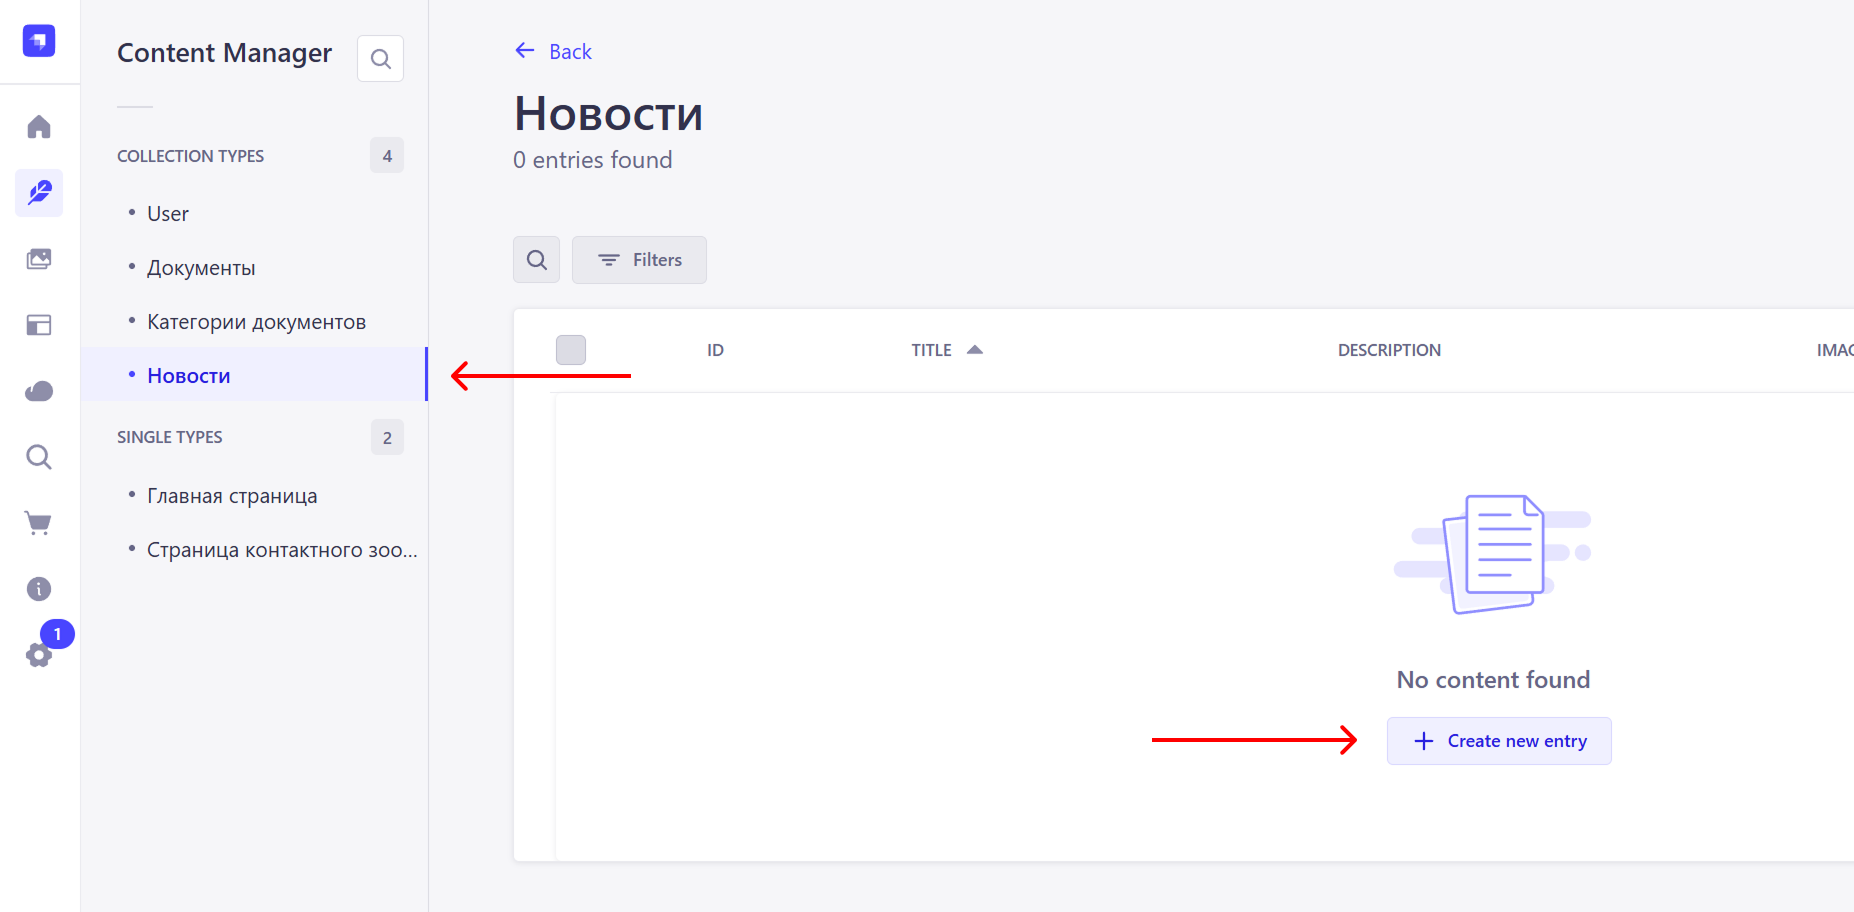 Content Manager
COLLECTION TYPES
4
User
Документы
Категории документов
Новости
SINGLE TYPES
2
Главная страница
Страница контактного зоо...
1
Back
Новости
0 entries found
Filters
ID
TITLE
DESCRIPTION
IMAG
No content found
Create new entry